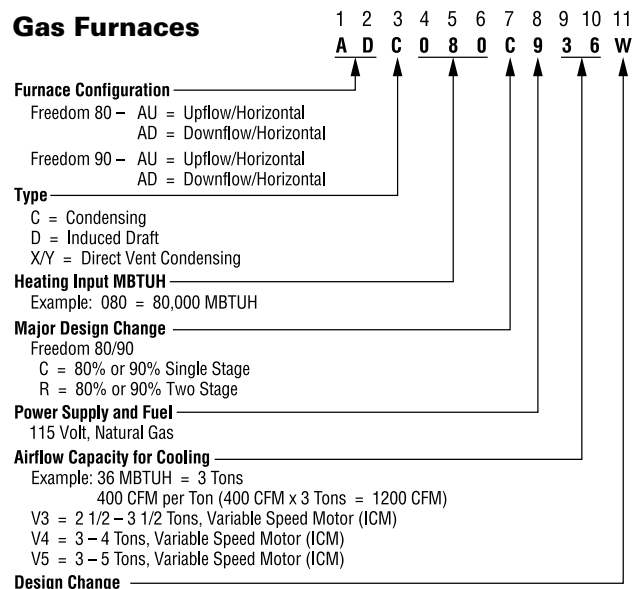 Gas Furnaces
1 2 3 4 5 6 7 8 9 10 11
A D C 0 8 0 C 9 3 6 W
Furnace Configuration
Freedom 80 – AU = Upflow/Horizontal
AD = Downflow/Horizontal
Freedom 90 – AU = Upflow/Horizontal
AD = Downflow/Horizontal
Type
C = Condensing
D = Induced Draft
X/Y = Direct Vent Condensing
Heating Input MBTUH
Example: 080 = 80,000 MBTUH
Major Design Change
Freedom 80/90
C = 80% or 90% Single Stage
R = 80% or 90% Two Stage
Power Supply and Fuel
115 Volt, Natural Gas
Airflow Capacity for Cooling
Example: 36 MBTUH = 3 Tons
400 CFM per Ton (400 CFM x 3 Tons = 1200 CFM)
V3 = 2 1/2 – 3 1/2 Tons, Variable Speed Motor (ICM)
V4 = 3 – 4 Tons, Variable Speed Motor (ICM)
V5 = 3 – 5 Tons, Variable Speed Motor (ICM)
Design Change